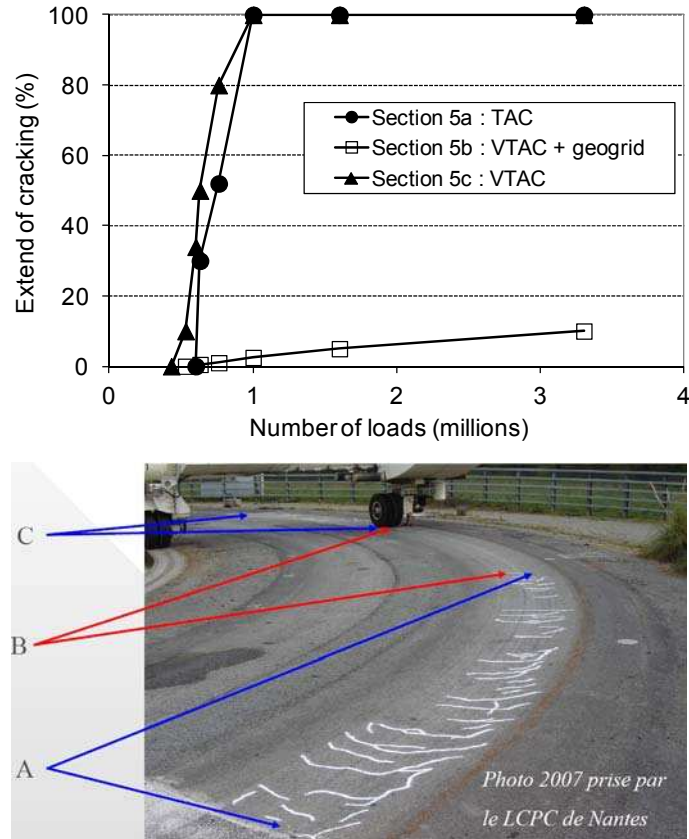 100
80
60
40
20
0
Extend of cracking (%)
Section 5a : TAC
Section 5b : VTAC + geogrid
Section 5c : VTAC
0 1 2 3 4
Number of loads (millions)
C
B
A
Photo 2007 prise par
le LCPC de Nantes